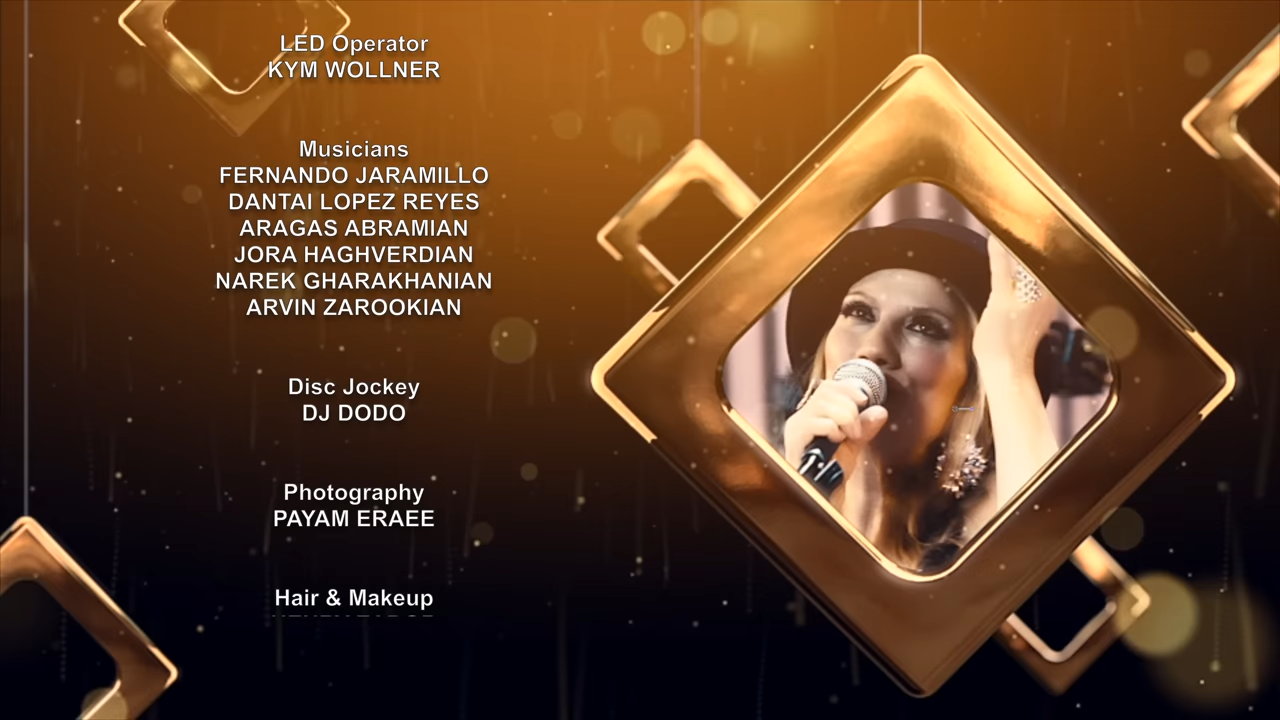 LED Operator
KYM WOLLNER
Musicians
FERNANDO JARAMILLO
DANTAI LOPEZ REYES
ARAGAS ABRAMIAN
JORA HAGHVERDIAN
NAREK GHARAKHANIAN
ARVIN ZAROOKIAN
Disc Jockey
DJ DODO
Photography
PAYAM ERAEE
Hair & Makeup